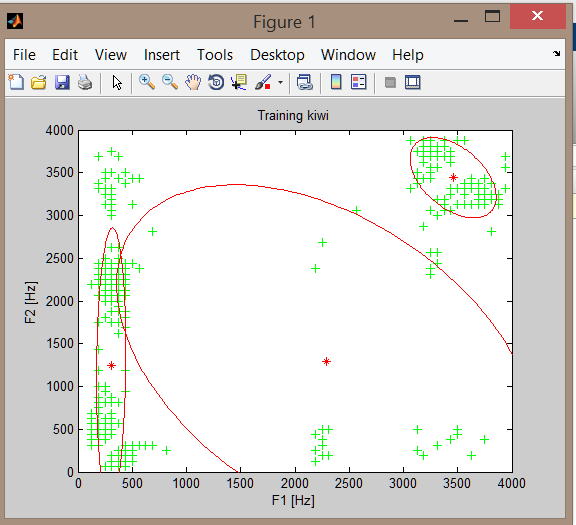 Figure 1
File Edit View Insert Tools Desktop Window Help
Training kiwi
4000
3500
3000
2500
2000
1500
1000
500
0
F2 [Hz]
0 500 1000 1500 2000 2500 3000 3500 4000
F1 [Hz]